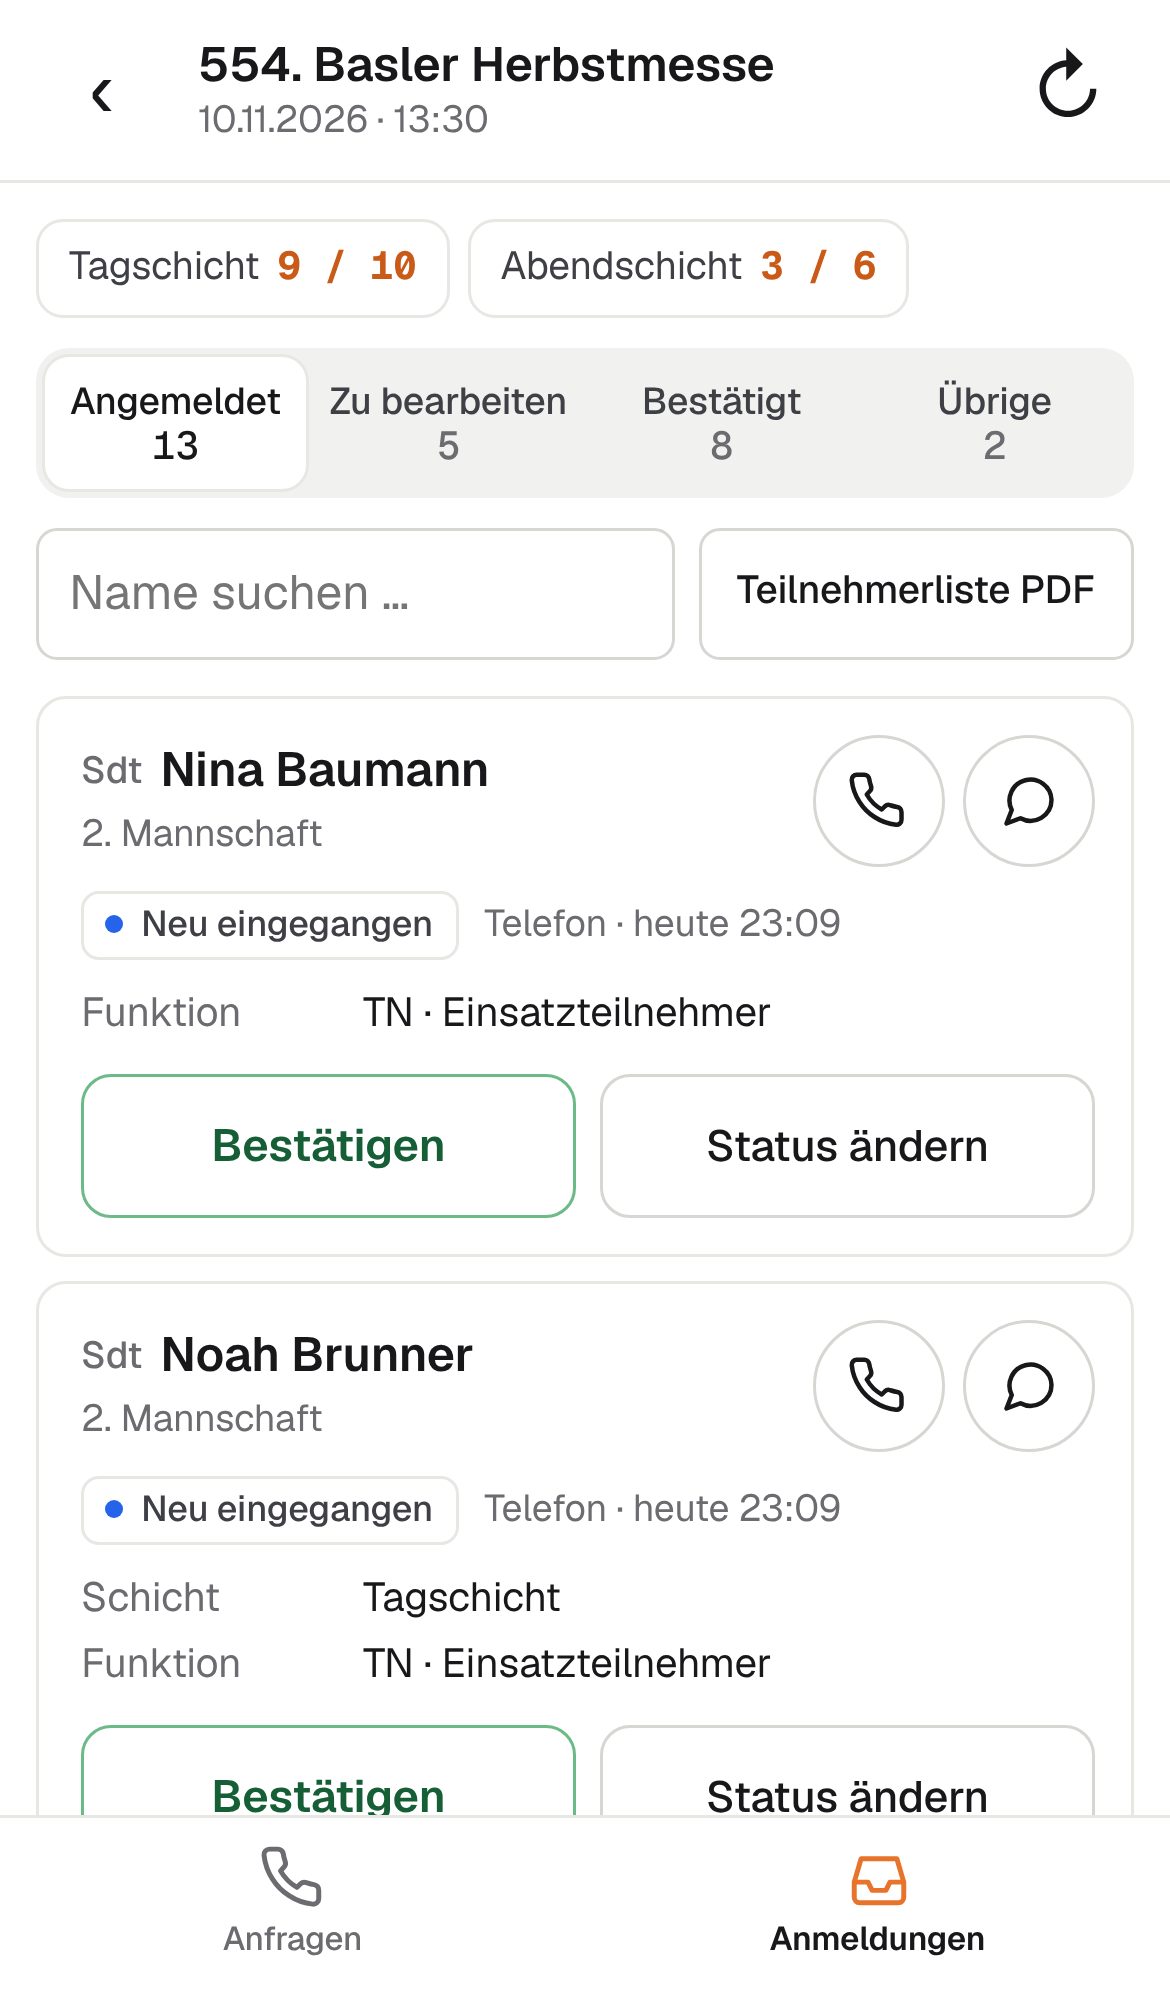 554. Basler Herbstmesse
10.11.2026 · 13:30
Tagschicht 9 / 10
Abendschicht 3 / 6
Angemeldet
13
Zu bearbeiten
5
Bestätigt
8
Übrige
2
Name suchen ...
Teilnehmerliste PDF
Sdt Nina Baumann
2. Mannschaft
Neu eingegangen Telefon · heute 23:09
Funktion TN · Einsatzteilnehmer
Bestätigen Status ändern
Sdt Noah Brunner
2. Mannschaft
Neu eingegangen Telefon · heute 23:09
Schicht Tagschicht
Funktion TN · Einsatzteilnehmer
Bestätigen Status ändern
Anfragen Anmeldungen